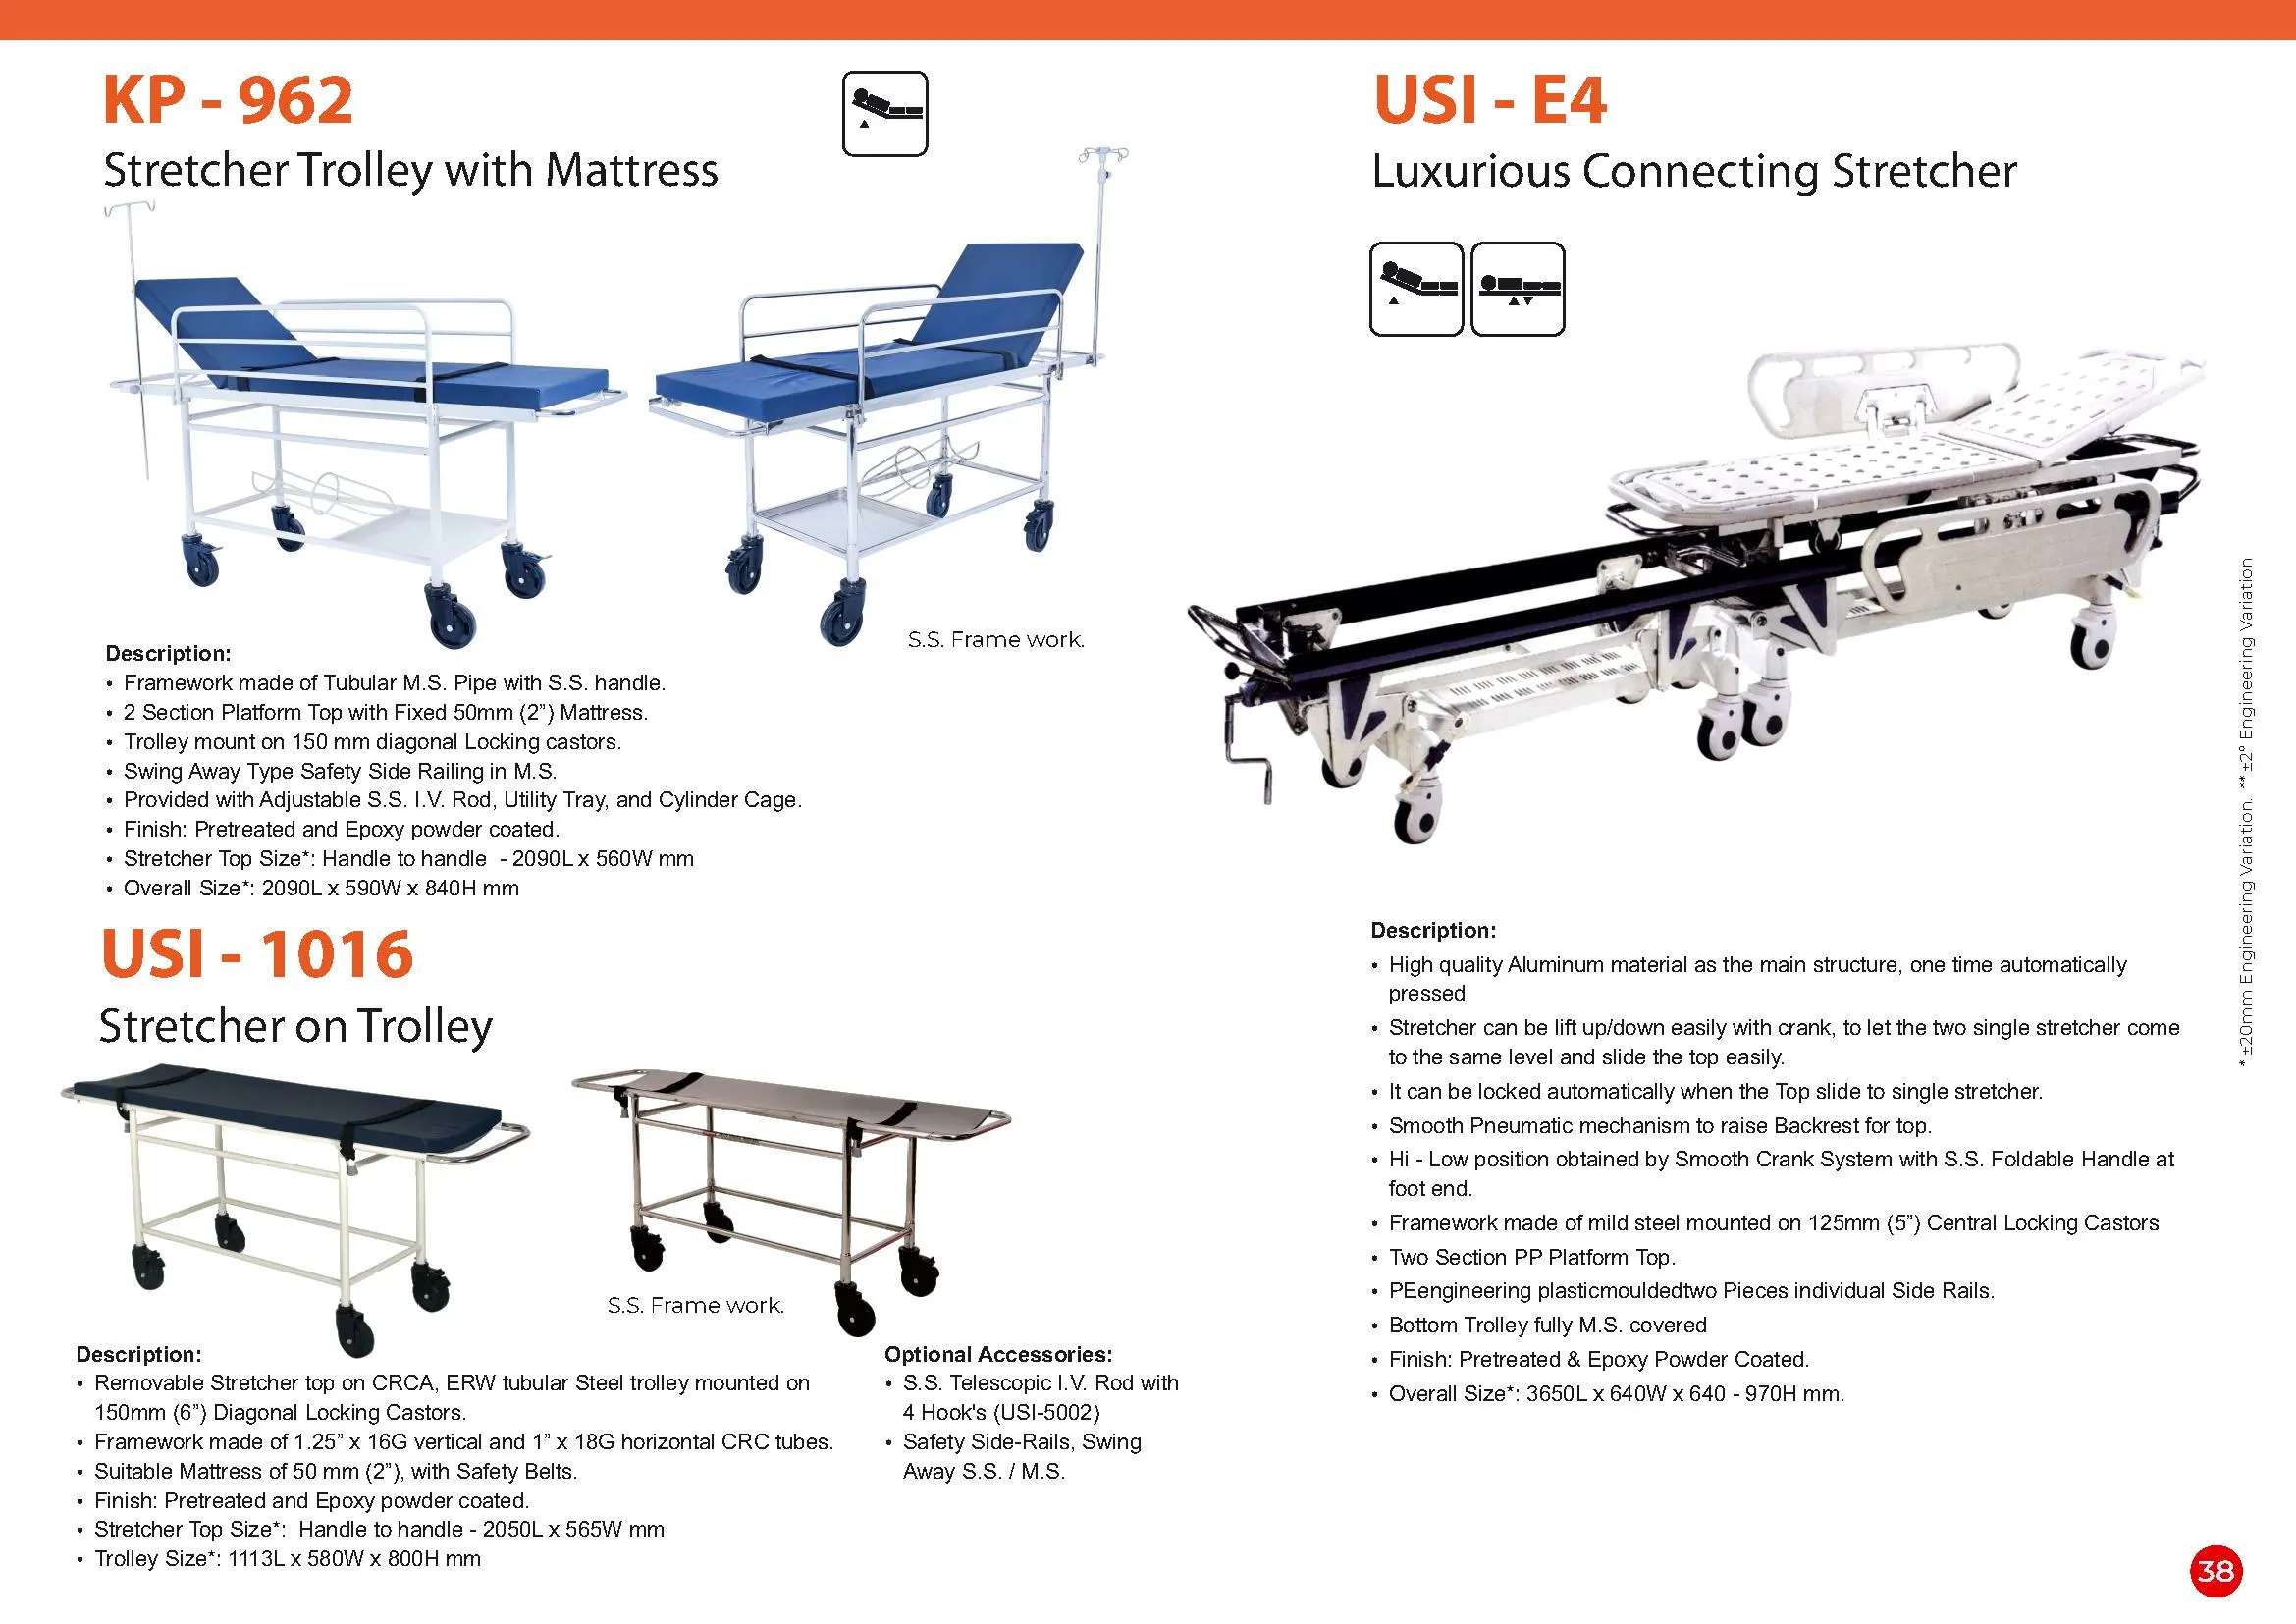 KP - 962
Stretcher Trolley with Mattress
S.S. Frame work.
Description:
• Framework made of Tubular M.S. Pipe with S.S. handle.
• 2 Section Platform Top with Fixed 50mm (2”) Mattress.
• Trolley mount on 150 mm diagonal Locking castors.
• Swing Away Type Safety Side Railing in M.S.
• Provided with Adjustable S.S. I.V. Rod, Utility Tray, and Cylinder Cage.
• Finish: Pretreated and Epoxy powder coated.
• Stretcher Top Size*: Handle to handle - 2090L x 560W mm
• Overall Size*: 2090L x 590W x 840H mm
USI - 1016
Stretcher on Trolley
S.S. Frame work.
Description:
• Removable Stretcher top on CRCA, ERW tubular Steel trolley mounted on
150mm (6”) Diagonal Locking Castors.
• Framework made of 1.25” x 16G vertical and 1” x 18G horizontal CRC tubes.
• Suitable Mattress of 50 mm (2”), with Safety Belts.
• Finish: Pretreated and Epoxy powder coated.
• Stretcher Top Size*: Handle to handle - 2050L x 565W mm
• Trolley Size*: 1113L x 580W x 800H mm
Optional Accessories:
• S.S. Telescopic I.V. Rod with
4 Hook's (USI-5002)
• Safety Side-Rails, Swing
Away S.S. / M.S.
USI - E4
Luxurious Connecting Stretcher
Description:
• High quality Aluminum material as the main structure, one time automatically
pressed
• Stretcher can be lift up/down easily with crank, to let the two single stretcher come
to the same level and slide the top easily.
• It can be locked automatically when the Top slide to single stretcher.
• Smooth Pneumatic mechanism to raise Backrest for top.
• Hi - Low position obtained by Smooth Crank System with S.S. Foldable Handle at
foot end.
• Framework made of mild steel mounted on 125mm (5”) Central Locking Castors
• Two Section PP Platform Top.
• PEengineering plasticmouldedtwo Pieces individual Side Rails.
• Bottom Trolley fully M.S. covered
• Finish: Pretreated & Epoxy Powder Coated.
• Overall Size*: 3650L x 640W x 640 - 970H mm.
* ±20mm Engineering Variation. ** ±2° Engineering Variation
38